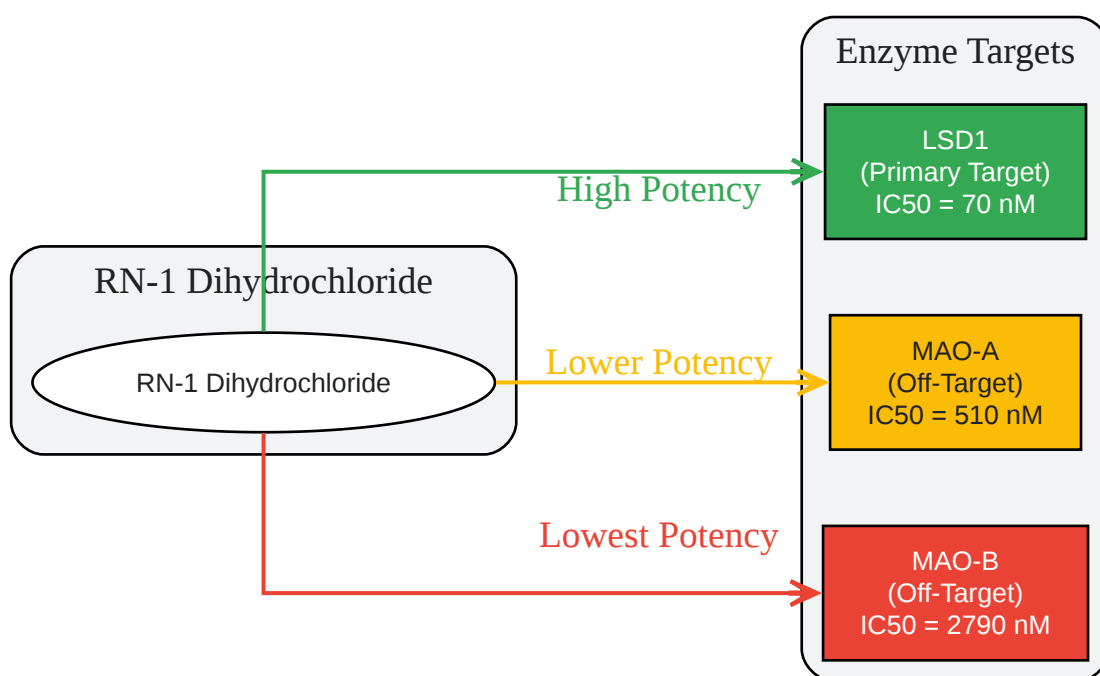 Enzyme Targets
LSD1
(Primary Target)
IC50 = 70 nM
High Potency
RN-1 Dihydrochloride
RN-1 Dihydrochloride
Lower Potency
MAO-A
(Off-Target)
IC50 = 510 nM
Lowest Potency
MAO-B
(Off-Target)
IC50 = 2790 nM